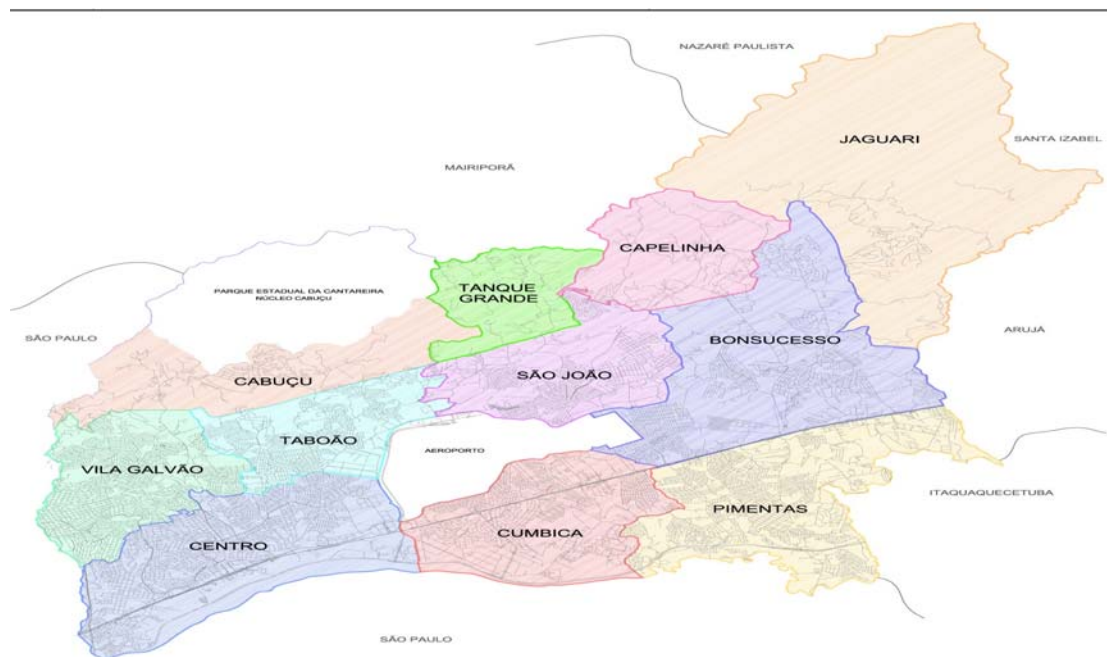 NAZARÉ PAULISTA
JAGUARI
SANTA IZABEL
MAIRIPORÃ
CAPELINHA
TANQUE
GRANDE
PARQUE ESTADUAL DA CANTAREIRA
NÚCLEO CABUÇU
SÃO PAULO
ARUJÁ
BONSUCESSO
SÃO JOÃO
CABUÇU
TABOÃO
AEROPORTO
VILA GALVÃO
ITAQUAQUECETUBA
PIMENTAS
CUMBICA
CENTRO
SÃO PAULO